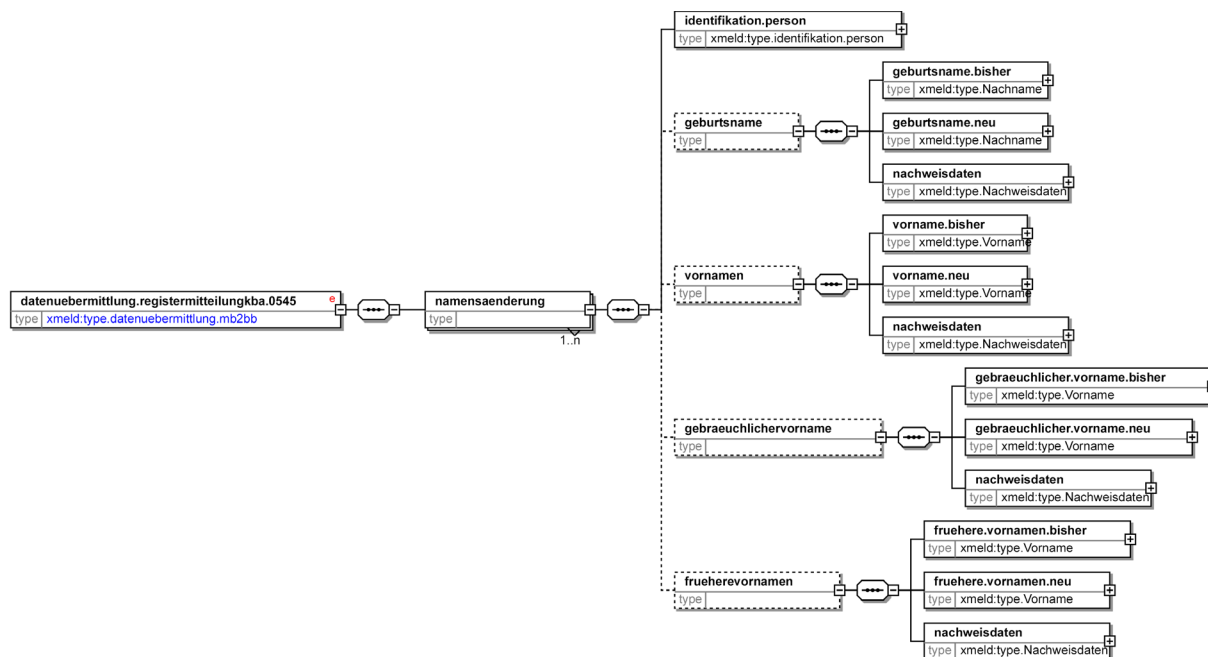 identifikation.person
type xmeld:type.identifikation.person
geburtsname.bisher
type xmeld:type.Nachname
geburtsname
type
geburtsname.neu
type xmeld:type.Nachname
nachweisdaten
type xmeld:type.Nachweisdaten
vorname.bisher
type xmeld:type.Vorname
vornamen
type
vorname.neu
type xmeld:type.Vorname
nachweisdaten
type xmeld:type.Nachweisdaten
datenuebermittlung.registermitteilungkba.0545 e
type xmeld:type.datenuebermittlung.mb2bb
namensaenderung
type
1..n
gebraeuchlicher.vorname.bisher
type xmeld:type.Vorname
gebraeuchlichervorname
type
gebraeuchlicher.vorname.neu
type xmeld:type.Vorname
nachweisdaten
type xmeld:type.Nachweisdaten
fruehere.vornamen.bisher
type xmeld:type.Vorname
frueherevornamen
type
fruehere.vornamen.neu
type xmeld:type.Vorname
nachweisdaten
type xmeld:type.Nachweisdaten